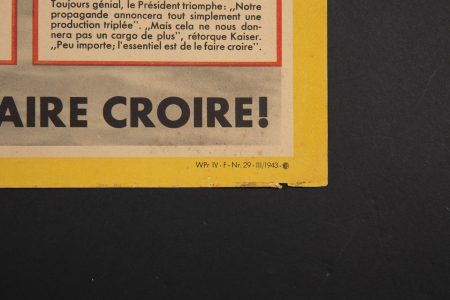 Toujours génial, le Président triomphe: „Notre
propagande annoncera tout simplement une
production triplée”. „Mais cela ne nous don-
nera pas un cargo de plus”, rétorque Kaiser.
„Peu importe; l'essentiel est de le faire croire”.
AIRE CROIRE!
WPr IV - F - Nr. 29 - III/1943 -